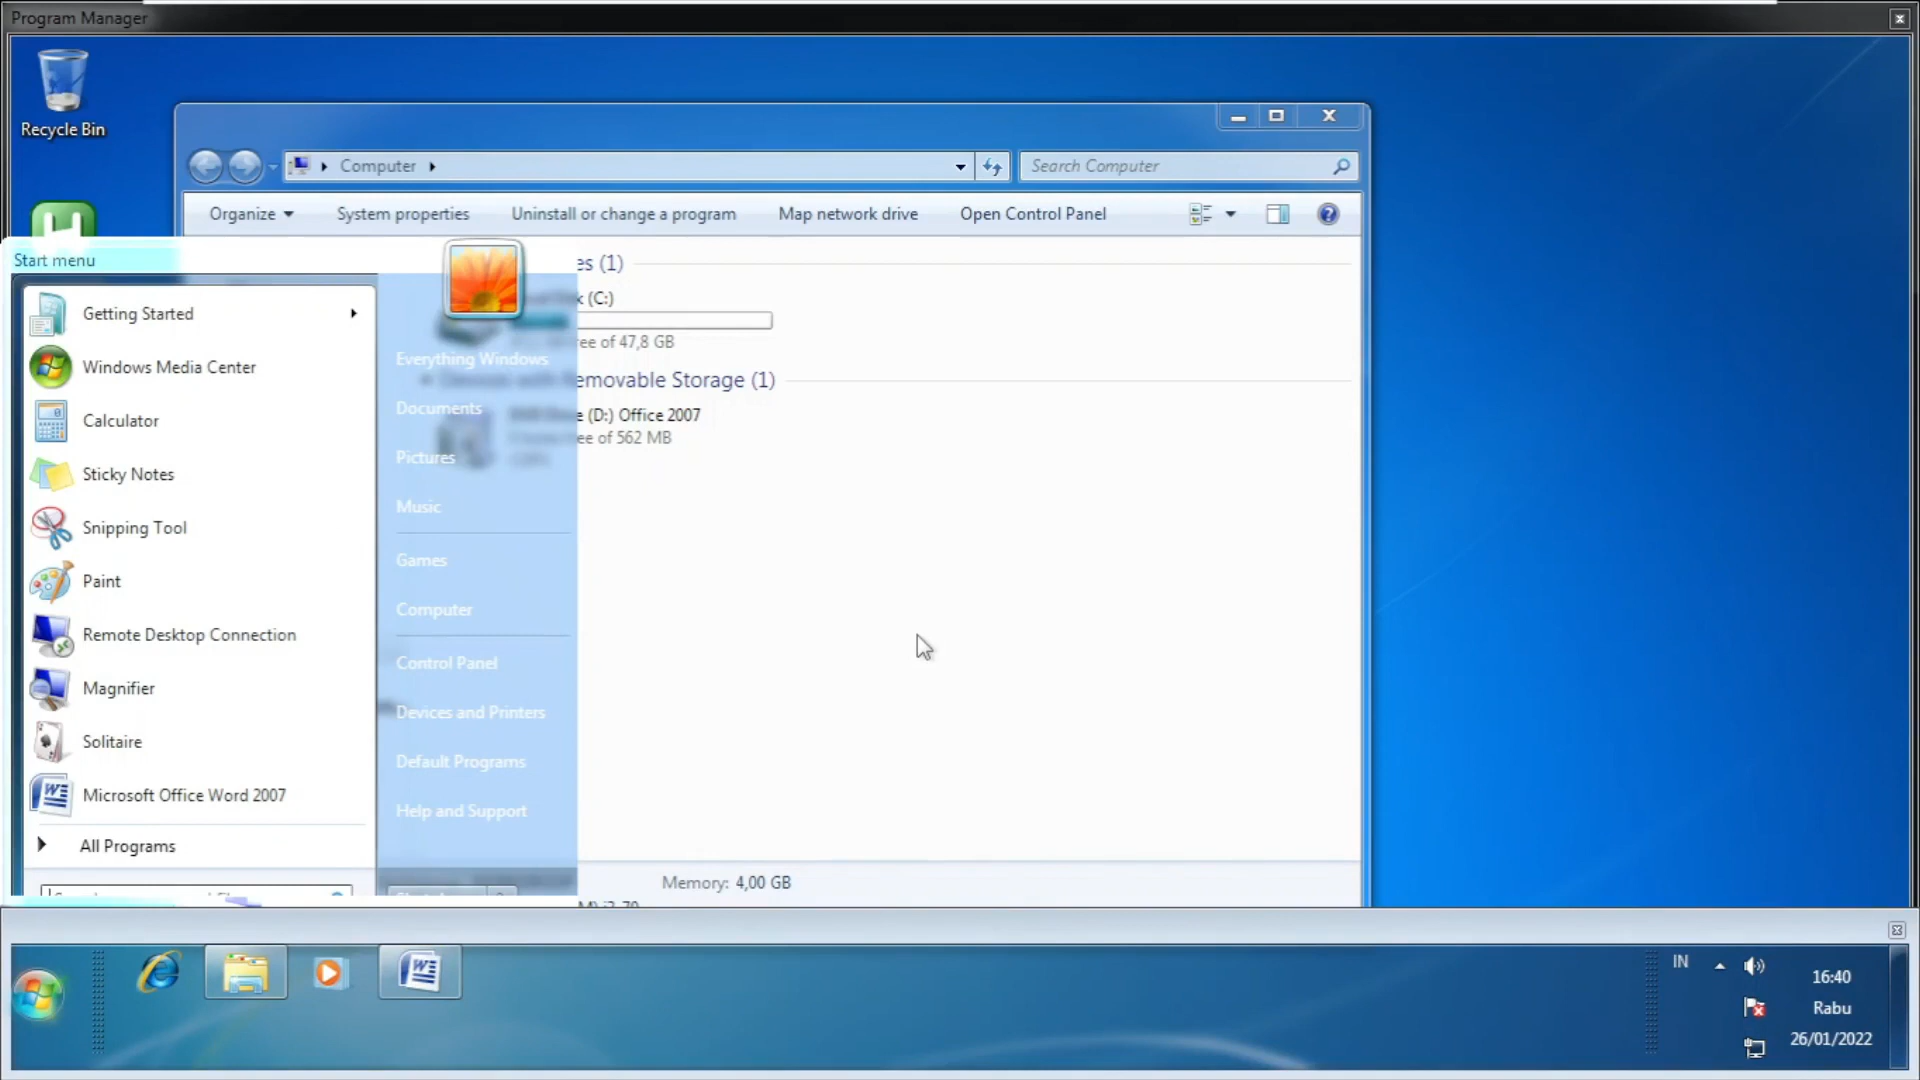 Program Manager
Recycle Bin
Computer
Search Computer
Organize
System properties
Uninstall or change a program
Map network drive
Open Control Panel
Start menu
es (1)
k (C:)
ee of 47,8 GB
emovable Storage (1)
e (D:) Office 2007
ee of 562 MB
Getting Started
Windows Media Center
Calculator
Sticky Notes
Snipping Tool
Paint
Remote Desktop Connection
Magnifier
Solitaire
Microsoft Office Word 2007
All Programs
Everything Windows
Documents
Pictures
Music
Games
Computer
Control Panel
Devices and Printers
Default Programs
Help and Support
Memory: 4,00 GB
IN
16:40
Rabu
26/01/2022